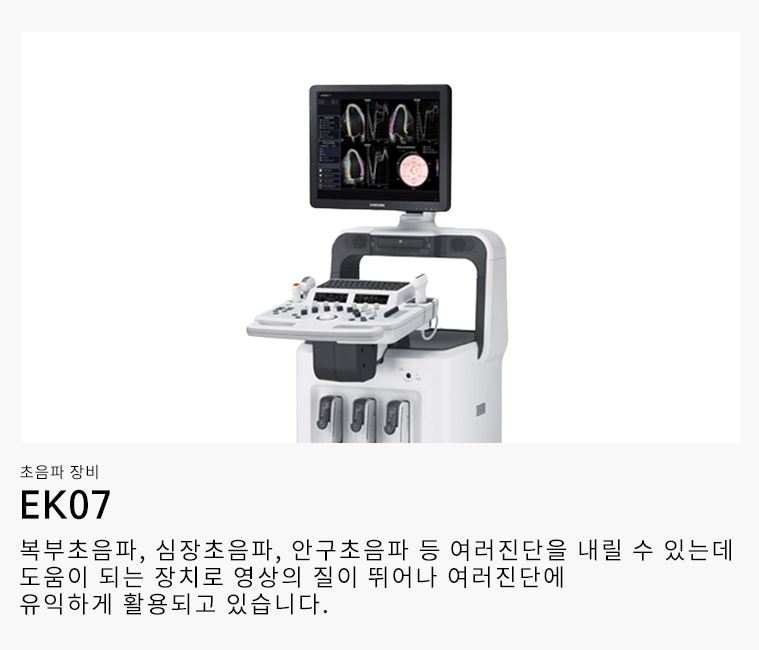 SAMSUNG
초음파 장비
EK07
복부초음파, 심장초음파, 안구초음파 등 여러진단을 내릴 수 있는데
도움이 되는 장치로 영상의 질이 뛰어나 여러진단에
유익하게 활용되고 있습니다.